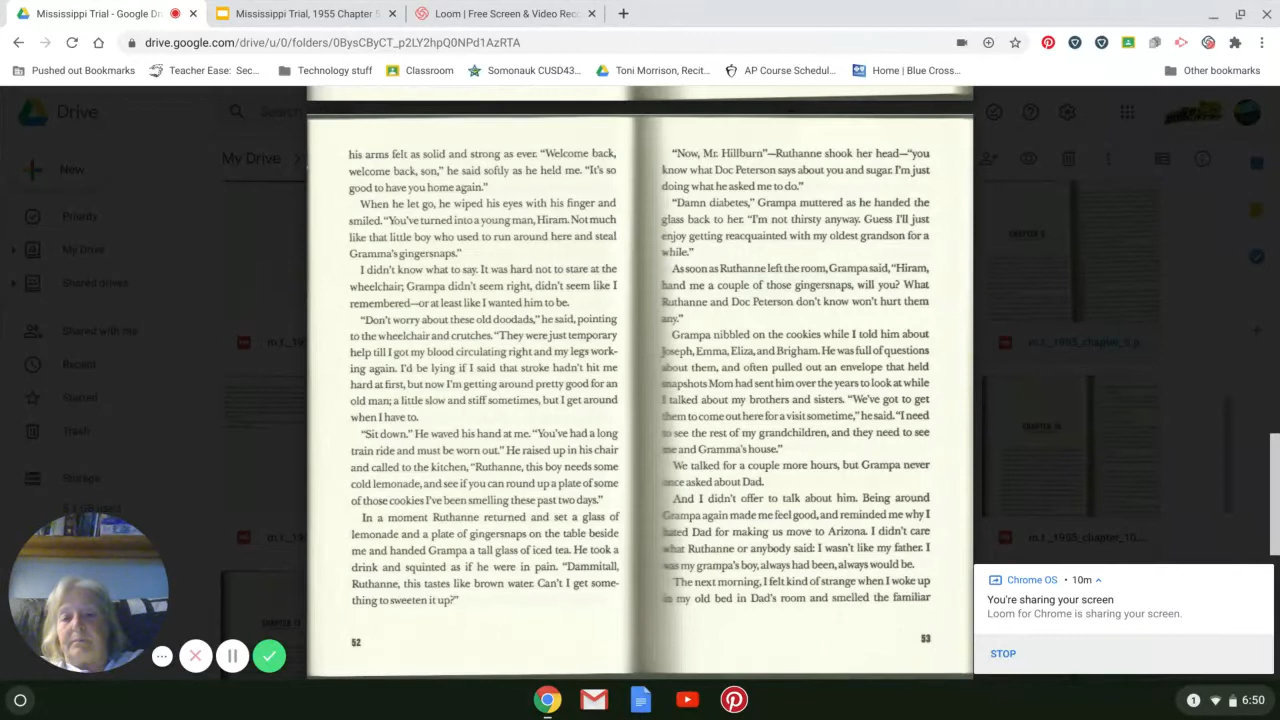 Mississippi Trial - Google Dri
Mississippi Trial, 1955 Chapter 5
Loom | Free Screen & Video Rec
drive.google.com/drive/u/0/folders/0BysCByCT_p2LY2hpQ0NPd1AzRTA
Pushed out Bookmarks
Teacher Ease: Sec...
Technology stuff
Classroom
Somonauk CUSD43...
Toni Morrison, Recit...
AP Course Schedul...
Home | Blue Cross...
Other bookmarks
Drive
Search
My Drive
New
Priority
My Drive
Shared drives
Shared with me
Recent
Starred
Trash
Storage
his arms felt as solid and strong as ever. “Welcome back,
welcome back, son,” he said softly as he held me. “It's so
good to have you home again.”
When he let go, he wiped his eyes with his finger and
smiled. “You've turned into a young man, Hiram. Not much
like that little boy who used to run around here and steal
Gramma's gingersnaps.”
I didn't know what to say. It was hard not to stare at the
wheelchair; Grampa didn't seem right, didn't seem like I
remembered—or at least like I wanted him to be.
“Don't worry about these old doodads,” he said, pointing
to the wheelchair and crutches. “They were just temporary
help till I got my blood circulating right and my legs work-
ing again. I'd be lying if I said that stroke hadn't hit me
hard at first, but now I'm getting around pretty good for an
old man; a little slow and stiff sometimes, but I get around
when I have to.
“Sit down.” He waved his hand at me. “You've had a long
train ride and must be worn out.” He raised up in his chair
and called to the kitchen, “Ruthanne, this boy needs some
cold lemonade, and see if you can round up a plate of some
of those cookies I've been smelling these past two days.”
In a moment Ruthanne returned and set a glass of
lemonade and a plate of gingersnaps on the table beside
me and handed Grampa a tall glass of iced tea. He took a
drink and squinted as if he were in pain. “Dammitall,
Ruthanne, this tastes like brown water. Can't I get some-
thing to sweeten it up?”
52
“Now, Mr. Hillburn”—Ruthanne shook her head—“you
know what Doc Peterson says about you and sugar. I'm just
doing what he asked me to do.”
“Damn diabetes,” Grampa muttered as he handed the
glass back to her. “I'm not thirsty anyway. Guess I'll just
enjoy getting reacquainted with my oldest grandson for a
while.”
As soon as Ruthanne left the room, Grampa said, “Hiram,
hand me a couple of those gingersnaps, will you? What
Ruthanne and Doc Peterson don't know won't hurt them
any.”
Grampa nibbled on the cookies while I told him about
Joseph, Emma, Eliza, and Brigham. He was full of questions
about them, and often pulled out an envelope that held
snapshots Mom had sent him over the years to look at while
I talked about my brothers and sisters. “We've got to get
them to come out here for a visit sometime,” he said. “I need
to see the rest of my grandchildren, and they need to see
me and Gramma's house.”
We talked for a couple more hours, but Grampa never
once asked about Dad.
And I didn't offer to talk about him. Being around
Grampa again made me feel good, and reminded me why I
hated Dad for making us move to Arizona. I didn't care
what Ruthanne or anybody said: I wasn't like my father. I
was my grampa's boy, always had been, always would be.
The next morning, I felt kind of strange when I woke up
in my old bed in Dad's room and smelled the familiar
53
Chrome OS • 10m
You're sharing your screen
Loom for Chrome is sharing your screen.
STOP
1
6:50